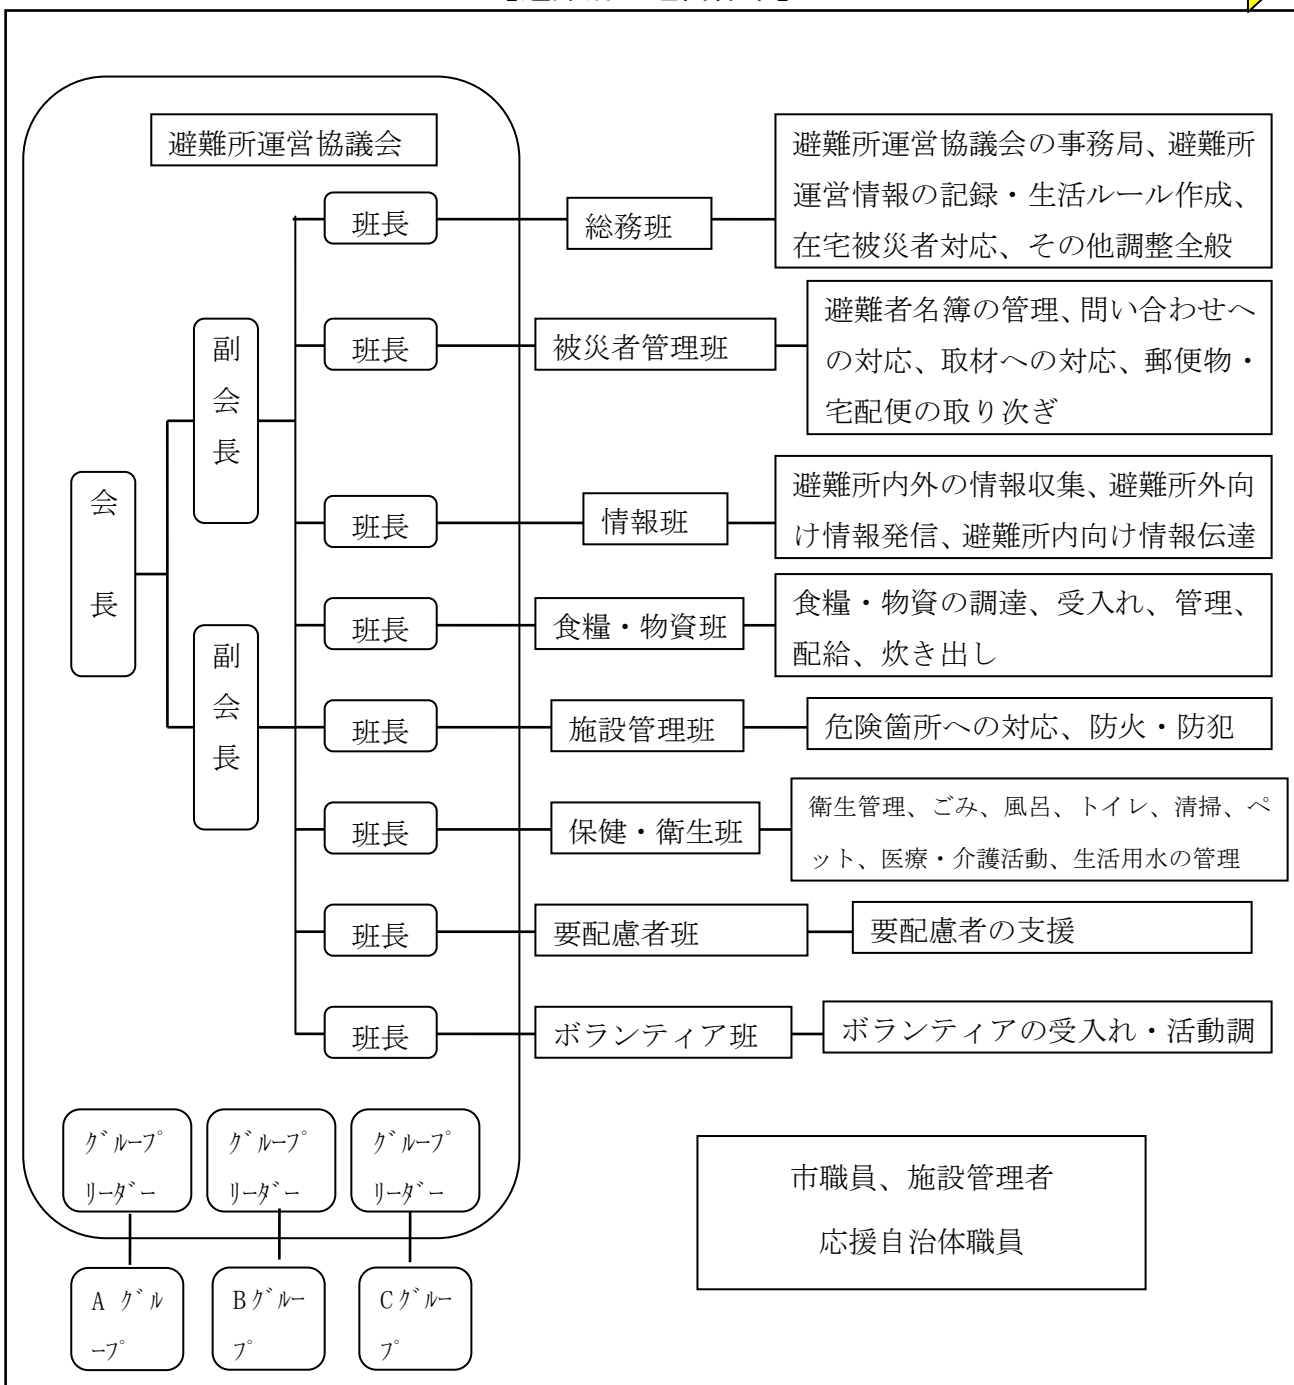 避難所運営協議会
班長
総務班
避難所運営協議会の事務局、避難所
運営情報の記録・生活ルール作成、
在宅被災者対応、その他調整全般
班長
被災者管理班
避難者名簿の管理、問い合わせへ
の対応、取材への対応、郵便物・
宅配便の取り次ぎ
副
会
長
班長
情報班
避難所内外の情報収集、避難所外向
け情報発信、避難所内向け情報伝達
会
長
班長
食糧・物資班
食糧・物資の調達、受入れ、管理、
配給、炊き出し
副
会
長
班長
施設管理班
危険箇所への対応、防火・防犯
班長
保健・衛生班
衛生管理、ごみ、風呂、トイレ、清掃、ペ
ット、医療・介護活動、生活用水の管理
班長
要配慮者班
要配慮者の支援
班長
ボランティア班
ボランティアの受入れ・活動調
ｸﾞﾙｰﾌﾟ
ﾘｰﾀﾞｰ
ｸﾞﾙｰﾌﾟ
ﾘｰﾀﾞｰ
ｸﾞﾙｰﾌﾟ
ﾘｰﾀﾞｰ
A ｸﾞﾙ
ｰﾌﾟ
Bｸﾞﾙｰ
ﾌﾟ
Cｸﾞﾙｰ
ﾌﾟ
市職員、施設管理者
応援自治体職員